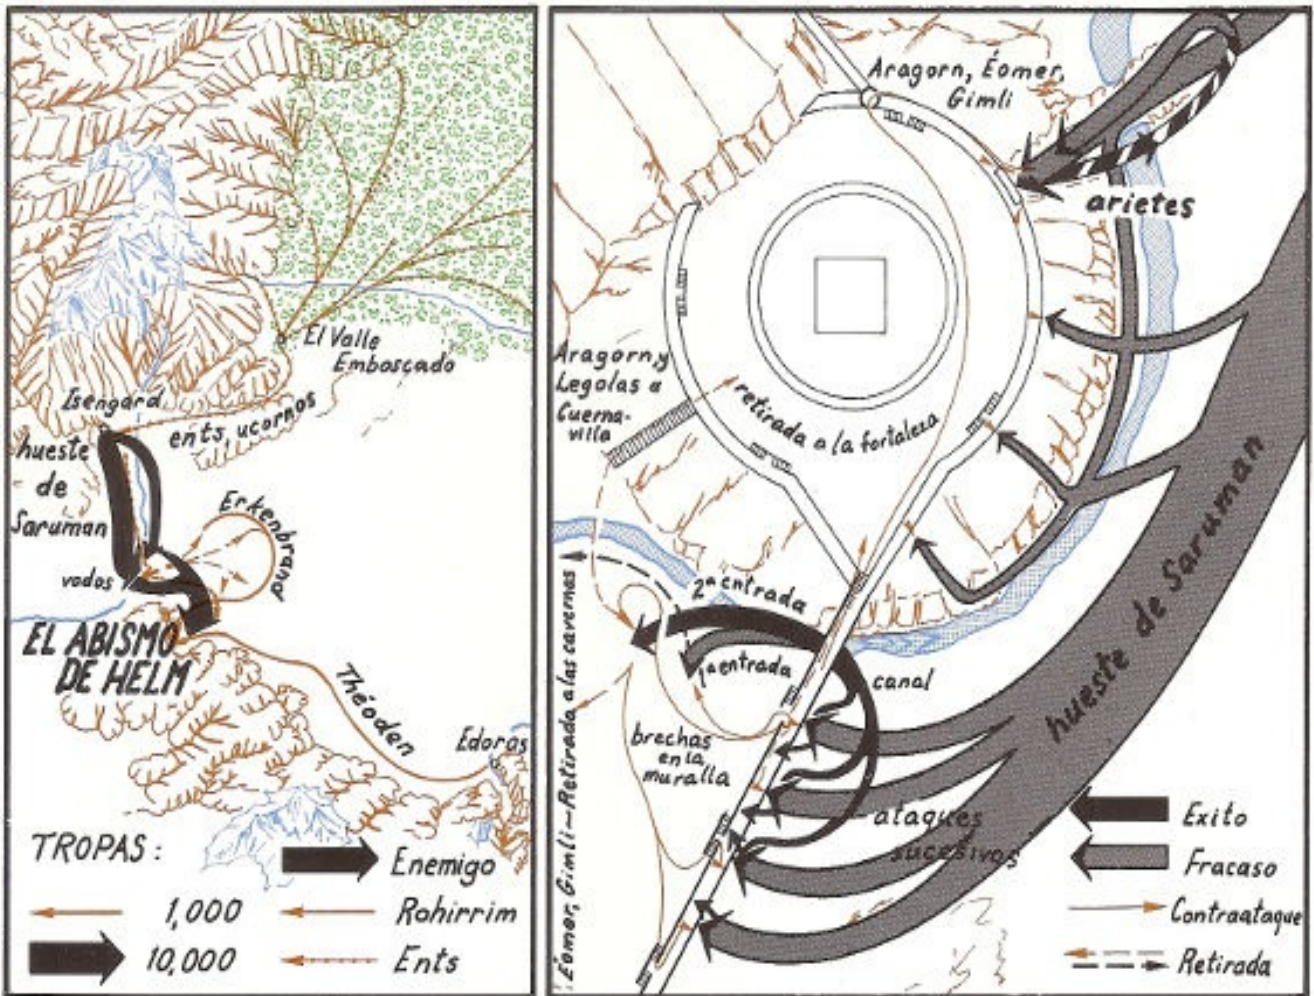 El Valle
Emboscado
Isengard
ents, ucornos
hueste
de
Saruman
Erkenbrand
vados
EL ABISMO
DE HELM
Théoden
Edoras
TROPAS:
Enemigo
1,000
Rohirrim
10,000
Ents
Aragorn, Éomer,
Gimli
arietes
Aragorn y
Legolas a
Cuerna-
villa
retirada a la fortaleza
hueste de Saruman
2ª entrada
1ª entrada
canal
brechas
en la
muralla
ataques
sucesivos
Éomer, Gimli—Retirada a las cavernas
Exito
Fracaso
Contraataque
Retirada